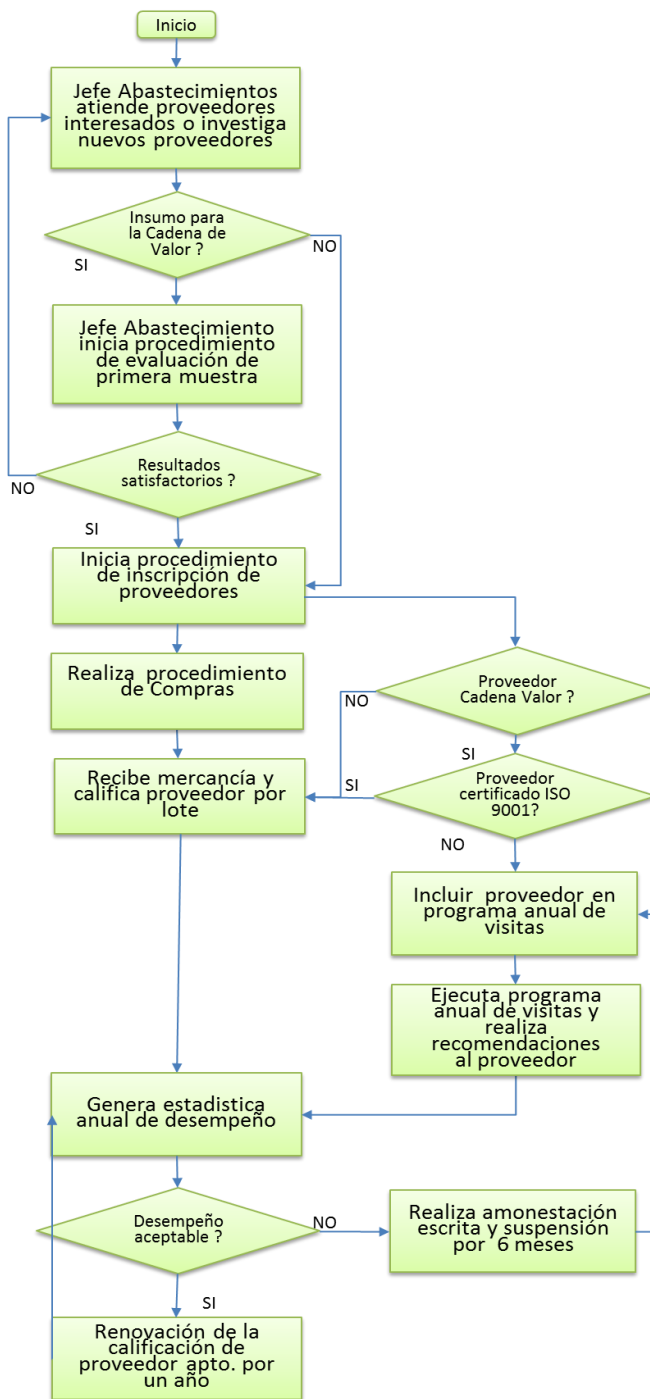 Inicio
Jefe Abastecimientos
atiende proveedores
interesados o investiga
nuevos proveedores
Insumo para
la Cadena de
Valor ?
NO
SI
Jefe Abastecimiento
inicia procedimiento
de evaluación de
primera muestra
Resultados
satisfactorios ?
NO
SI
Inicia procedimiento
de inscripción de
proveedores
Realiza procedimiento
de Compras
Proveedor
Cadena Valor ?
NO
SI
Recibe mercancía y
califica proveedor por
lote
SI
Proveedor
certificado ISO
9001?
NO
Incluir proveedor en
programa anual de
visitas
Ejecuta programa
anual de visitas y
realiza
recomendaciones
al proveedor
Genera estadistica
anual de desempeño
Desempeño
aceptable ?
NO
Realiza amonestación
escrita y suspensión
por 6 meses
SI
Renovación de la
calificación de
proveedor apto. por
un año